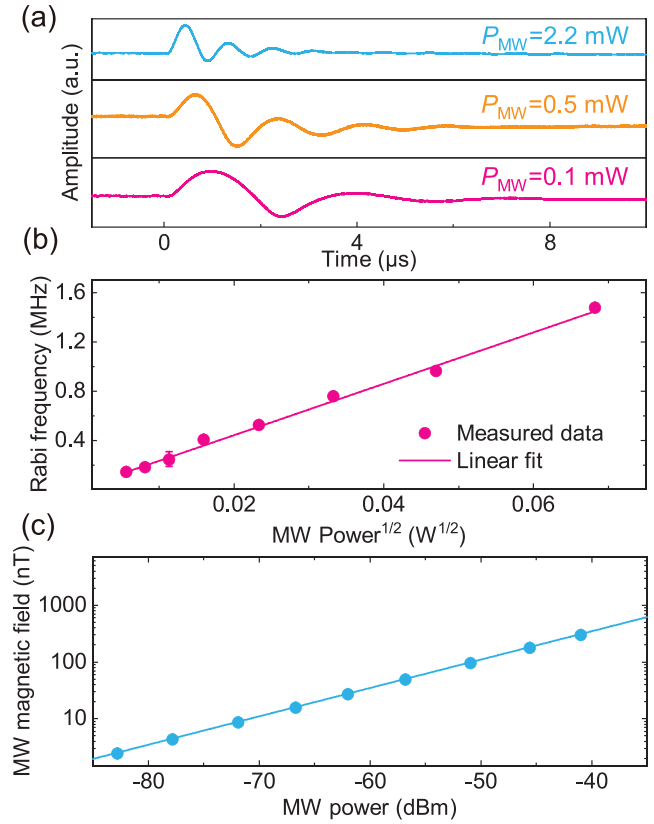 (a)
Amplitude (a.u.)
P_MW=2.2 mW
P_MW=0.5 mW
P_MW=0.1 mW
0 4 8
Time (μs)
(b)
Rabi frequency (MHz)
1.6
1.2
0.8
0.4
Measured data
Linear fit
0.02 0.04 0.06
MW Power^1/2 (W^1/2)
(c)
MW magnetic field (nT)
1000
100
10
-80 -70 -60 -50 -40
MW power (dBm)